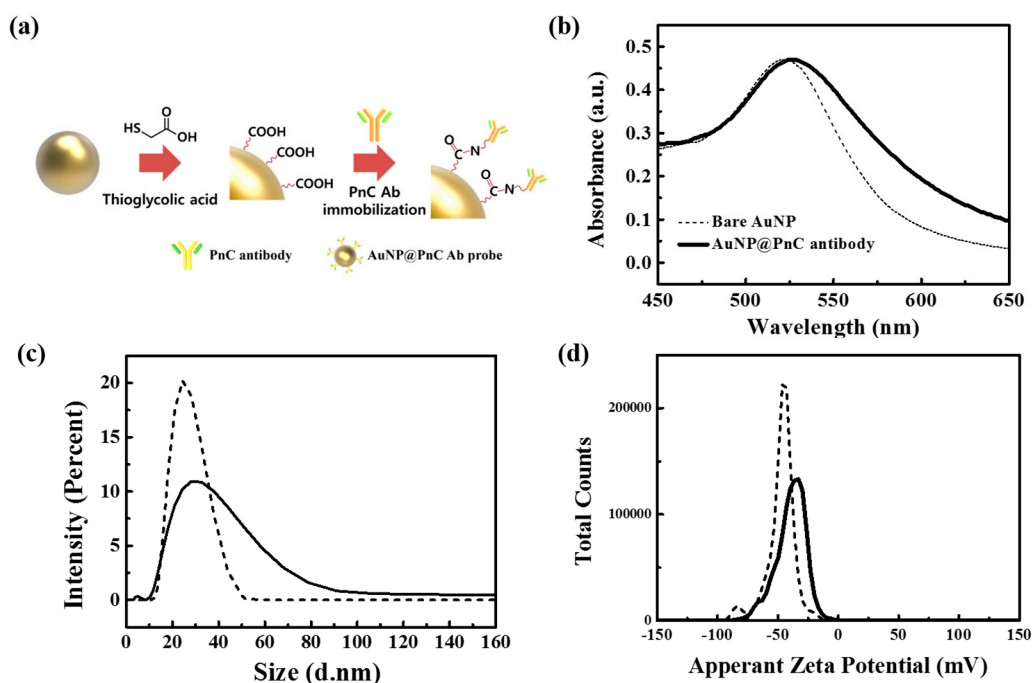 (a)
HS
O
OH
Thioglycolic acid
COOH
COOH
COOH
PnC Ab
immobilization
O
C
N
O
C
N
PnC antibody
AuNP@PnC Ab probe
(b)
Absorbance (a.u.)
0.5
0.4
0.3
0.2
0.1
0.0
Bare AuNP
AuNP@PnC antibody
450
500
550
600
650
Wavelength (nm)
(c)
Intensity (Percent)
20
15
10
5
0
0
20
40
60
80
100
120
140
160
Size (d.nm)
(d)
Total Counts
200000
100000
0
-150
-100
-50
0
50
100
150
Apperant Zeta Potential (mV)